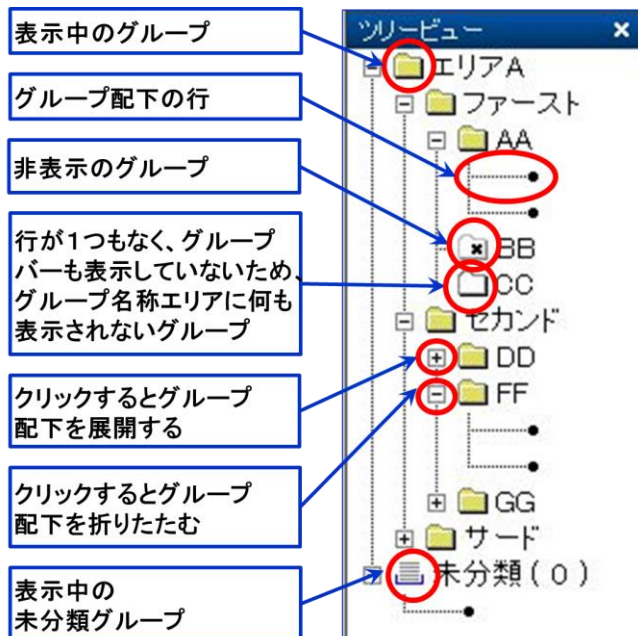 表示中のグループ
グループ配下の行
非表示のグループ
行が1つもなく、グループ
バーも表示していないため、
グループ名称エリアに何も
表示されないグループ
クリックするとグループ
配下を展開する
クリックするとグループ
配下を折りたたむ
表示中の
未分類グループ
ツリービュー
エリアA
ファースト
AA
BB
CC
セカンド
DD
FF
GG
サード
未分類(0)